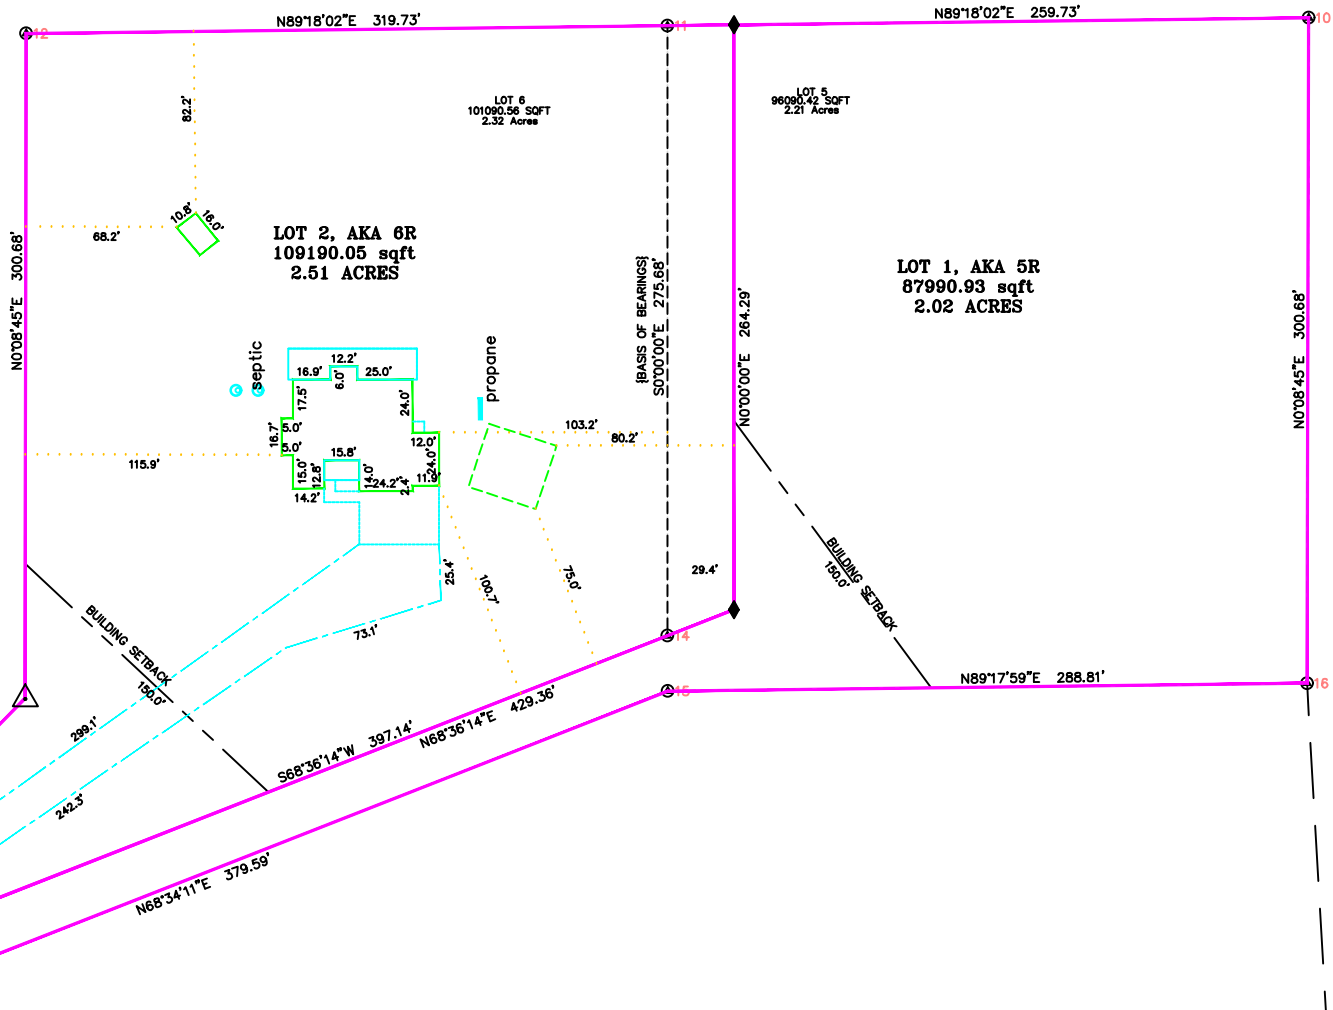 N89°18'02"E 319.73'
N89°18'02"E 259.73'
12
11
10
82.2'
LOT 6
101090.56 SQFT
2.32 Acres
LOT 5
96090.42 SQFT
2.21 Acres
10.8'
16.0'
68.2'
LOT 2, AKA 6R
109190.05 sqft
2.51 ACRES
LOT 1, AKA 5R
87990.93 sqft
2.02 ACRES
N0°08'45"E 300.68'
{BASIS OF BEARINGS}
S0°00'00"E 275.68'
N0°00'00"E 264.29'
N0°08'45"E 300.68'
septic
propane
12.2'
16.9'
6.0'
25.0'
17.5'
24.0'
16.7'
5.0'
5.0'
103.2'
80.2'
12.0'
115.9'
15.8'
15.0'
12.8'
14.0'
24.0'
24.2'
2.4'
11.9'
14.2'
25.4'
100.7'
75.0'
29.4'
BUILDING SETBACK
150.0'
BUILDING SETBACK
150.0'
73.1'
14
15
16
N89°17'59"E 288.81'
299.1'
242.3'
S68°36'14"W 397.14'
N68°36'14"E 429.36'
N68°34'11"E 379.59'